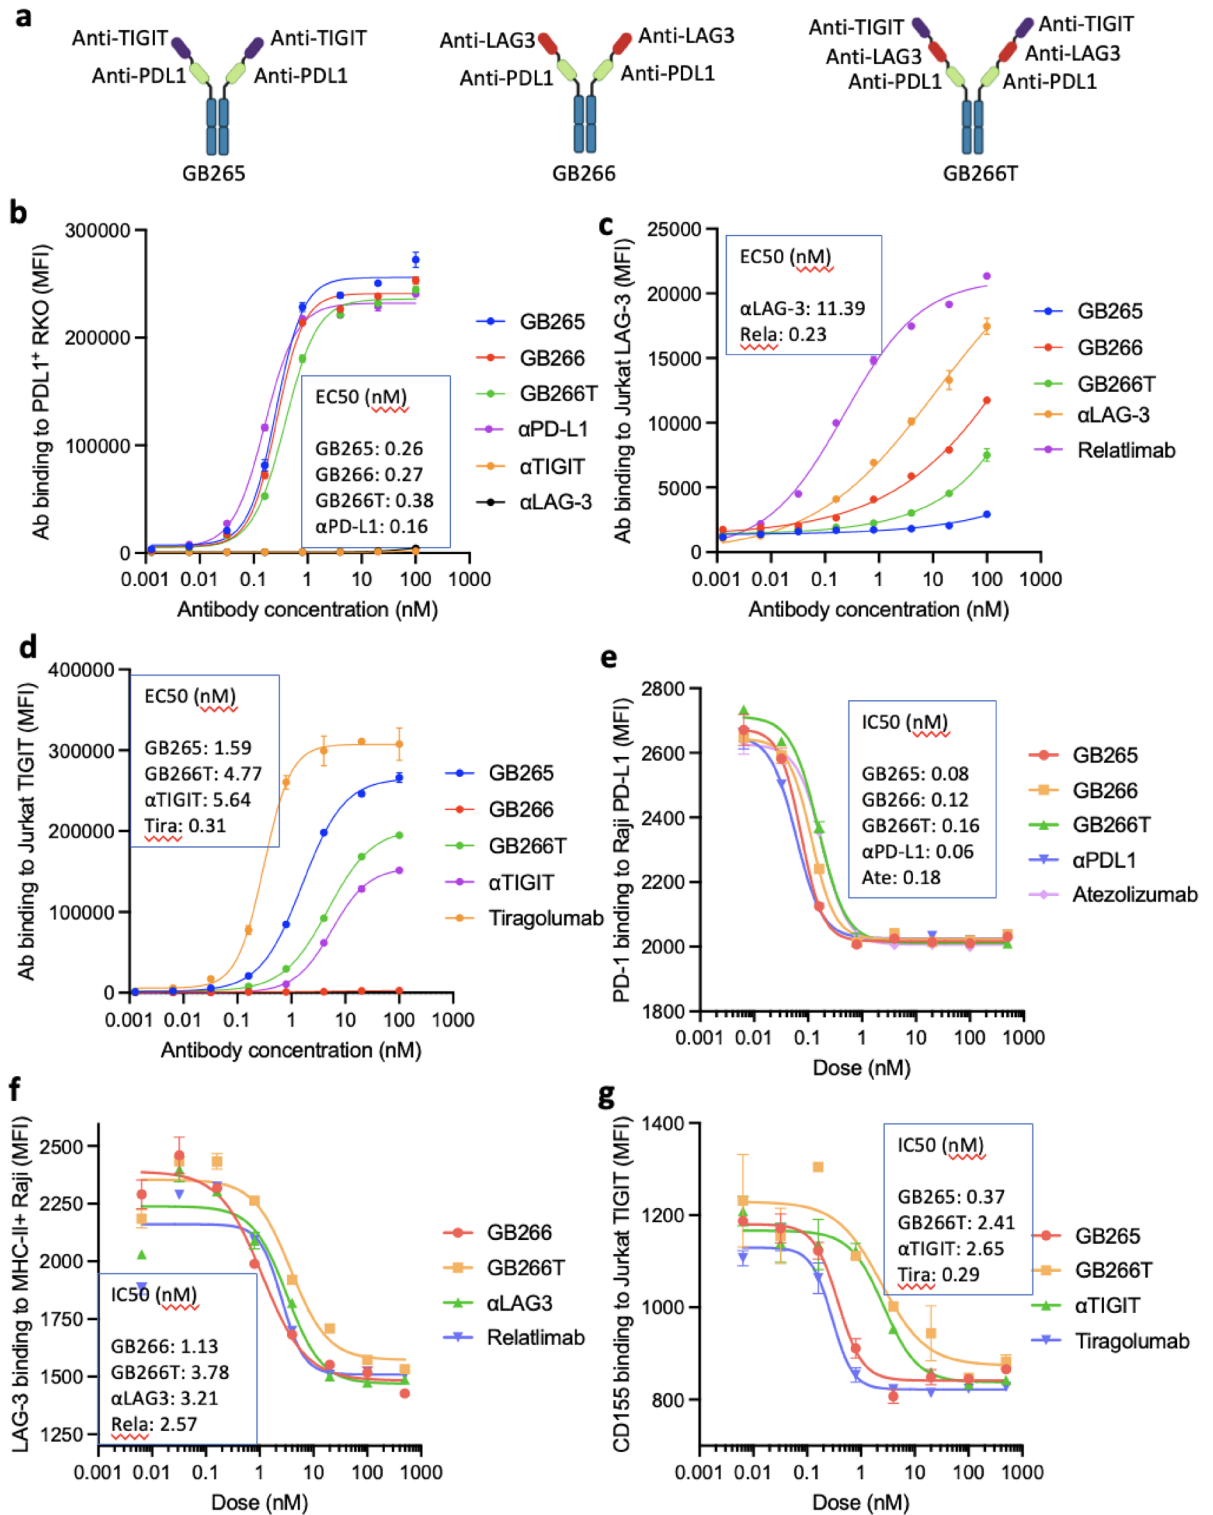 a
Anti-TIGIT Anti-TIGIT
Anti-PDL1 Anti-PDL1
GB265
Anti-LAG3 Anti-LAG3
Anti-PDL1 Anti-PDL1
GB266
Anti-TIGIT Anti-TIGIT
Anti-LAG3 Anti-LAG3
Anti-PDL1 Anti-PDL1
GB266T
b
Ab binding to PDL1⁺ RKO (MFI)
300000
200000
100000
0
0.001 0.01 0.1 1 10 100 1000
Antibody concentration (nM)
EC50 (nM)
GB265: 0.26
GB266: 0.27
GB266T: 0.38
αPD-L1: 0.16
GB265
GB266
GB266T
αPD-L1
αTIGIT
αLAG-3
c
Ab binding to Jurkat LAG-3 (MFI)
25000
20000
15000
10000
5000
0
0.001 0.01 0.1 1 10 100 1000
Antibody concentration (nM)
EC50 (nM)
αLAG-3: 11.39
Rela: 0.23
GB265
GB266
GB266T
αLAG-3
Relatlimab
d
Ab binding to Jurkat TIGIT (MFI)
400000
300000
200000
100000
0
0.001 0.01 0.1 1 10 100 1000
Antibody concentration (nM)
EC50 (nM)
GB265: 1.59
GB266T: 4.77
αTIGIT: 5.64
Tira: 0.31
GB265
GB266
GB266T
αTIGIT
Tiragolumab
e
PD-1 binding to Raji PD-L1 (MFI)
2800
2600
2400
2200
2000
1800
0.001 0.01 0.1 1 10 100 1000
Dose (nM)
IC50 (nM)
GB265: 0.08
GB266: 0.12
GB266T: 0.16
αPD-L1: 0.06
Ate: 0.18
GB265
GB266
GB266T
αPDL1
Atezolizumab
f
LAG-3 binding to MHC-II+ Raji (MFI)
2500
2250
2000
1750
1500
1250
0.001 0.01 0.1 1 10 100 1000
Dose (nM)
IC50 (nM)
GB266: 1.13
GB266T: 3.78
αLAG3: 3.21
Rela: 2.57
GB266
GB266T
αLAG3
Relatlimab
g
CD155 binding to Jurkat TIGIT (MFI)
1400
1200
1000
800
0.001 0.01 0.1 1 10 100 1000
Dose (nM)
IC50 (nM)
GB265: 0.37
GB266T: 2.41
αTIGIT: 2.65
Tira: 0.29
GB265
GB266T
αTIGIT
Tiragolumab